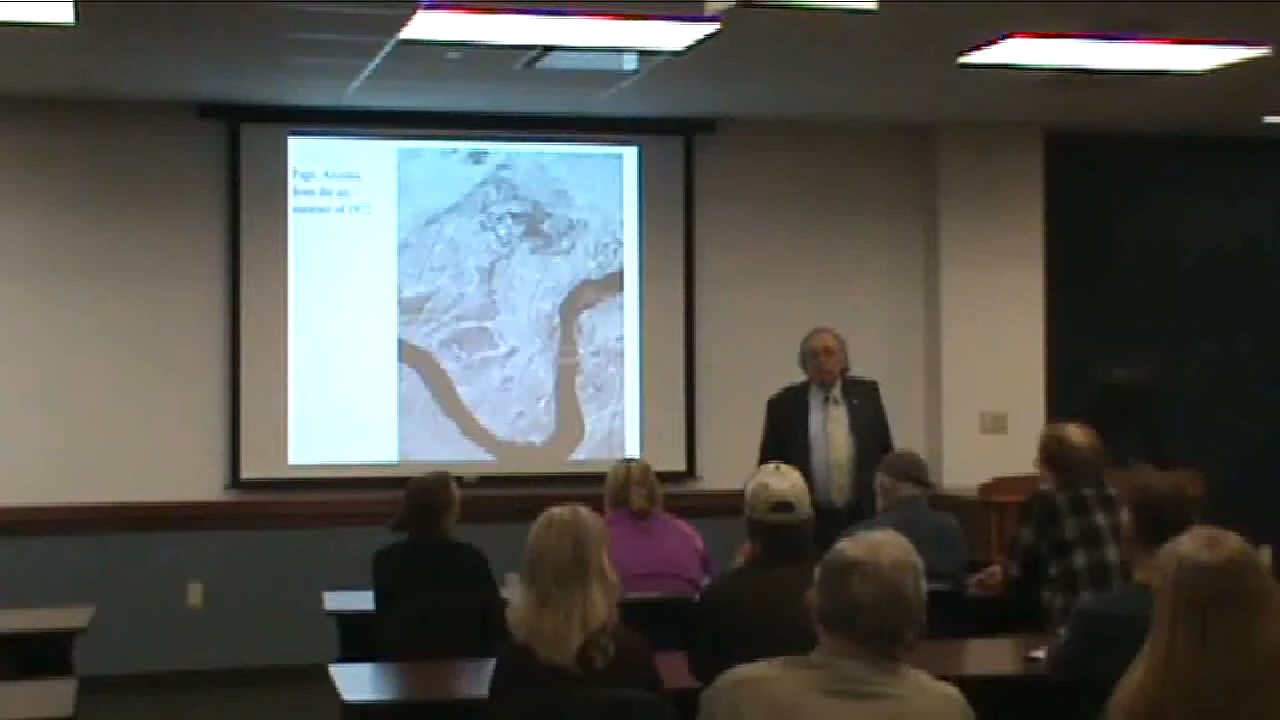 Page, Arizona,
from the air,
summer of